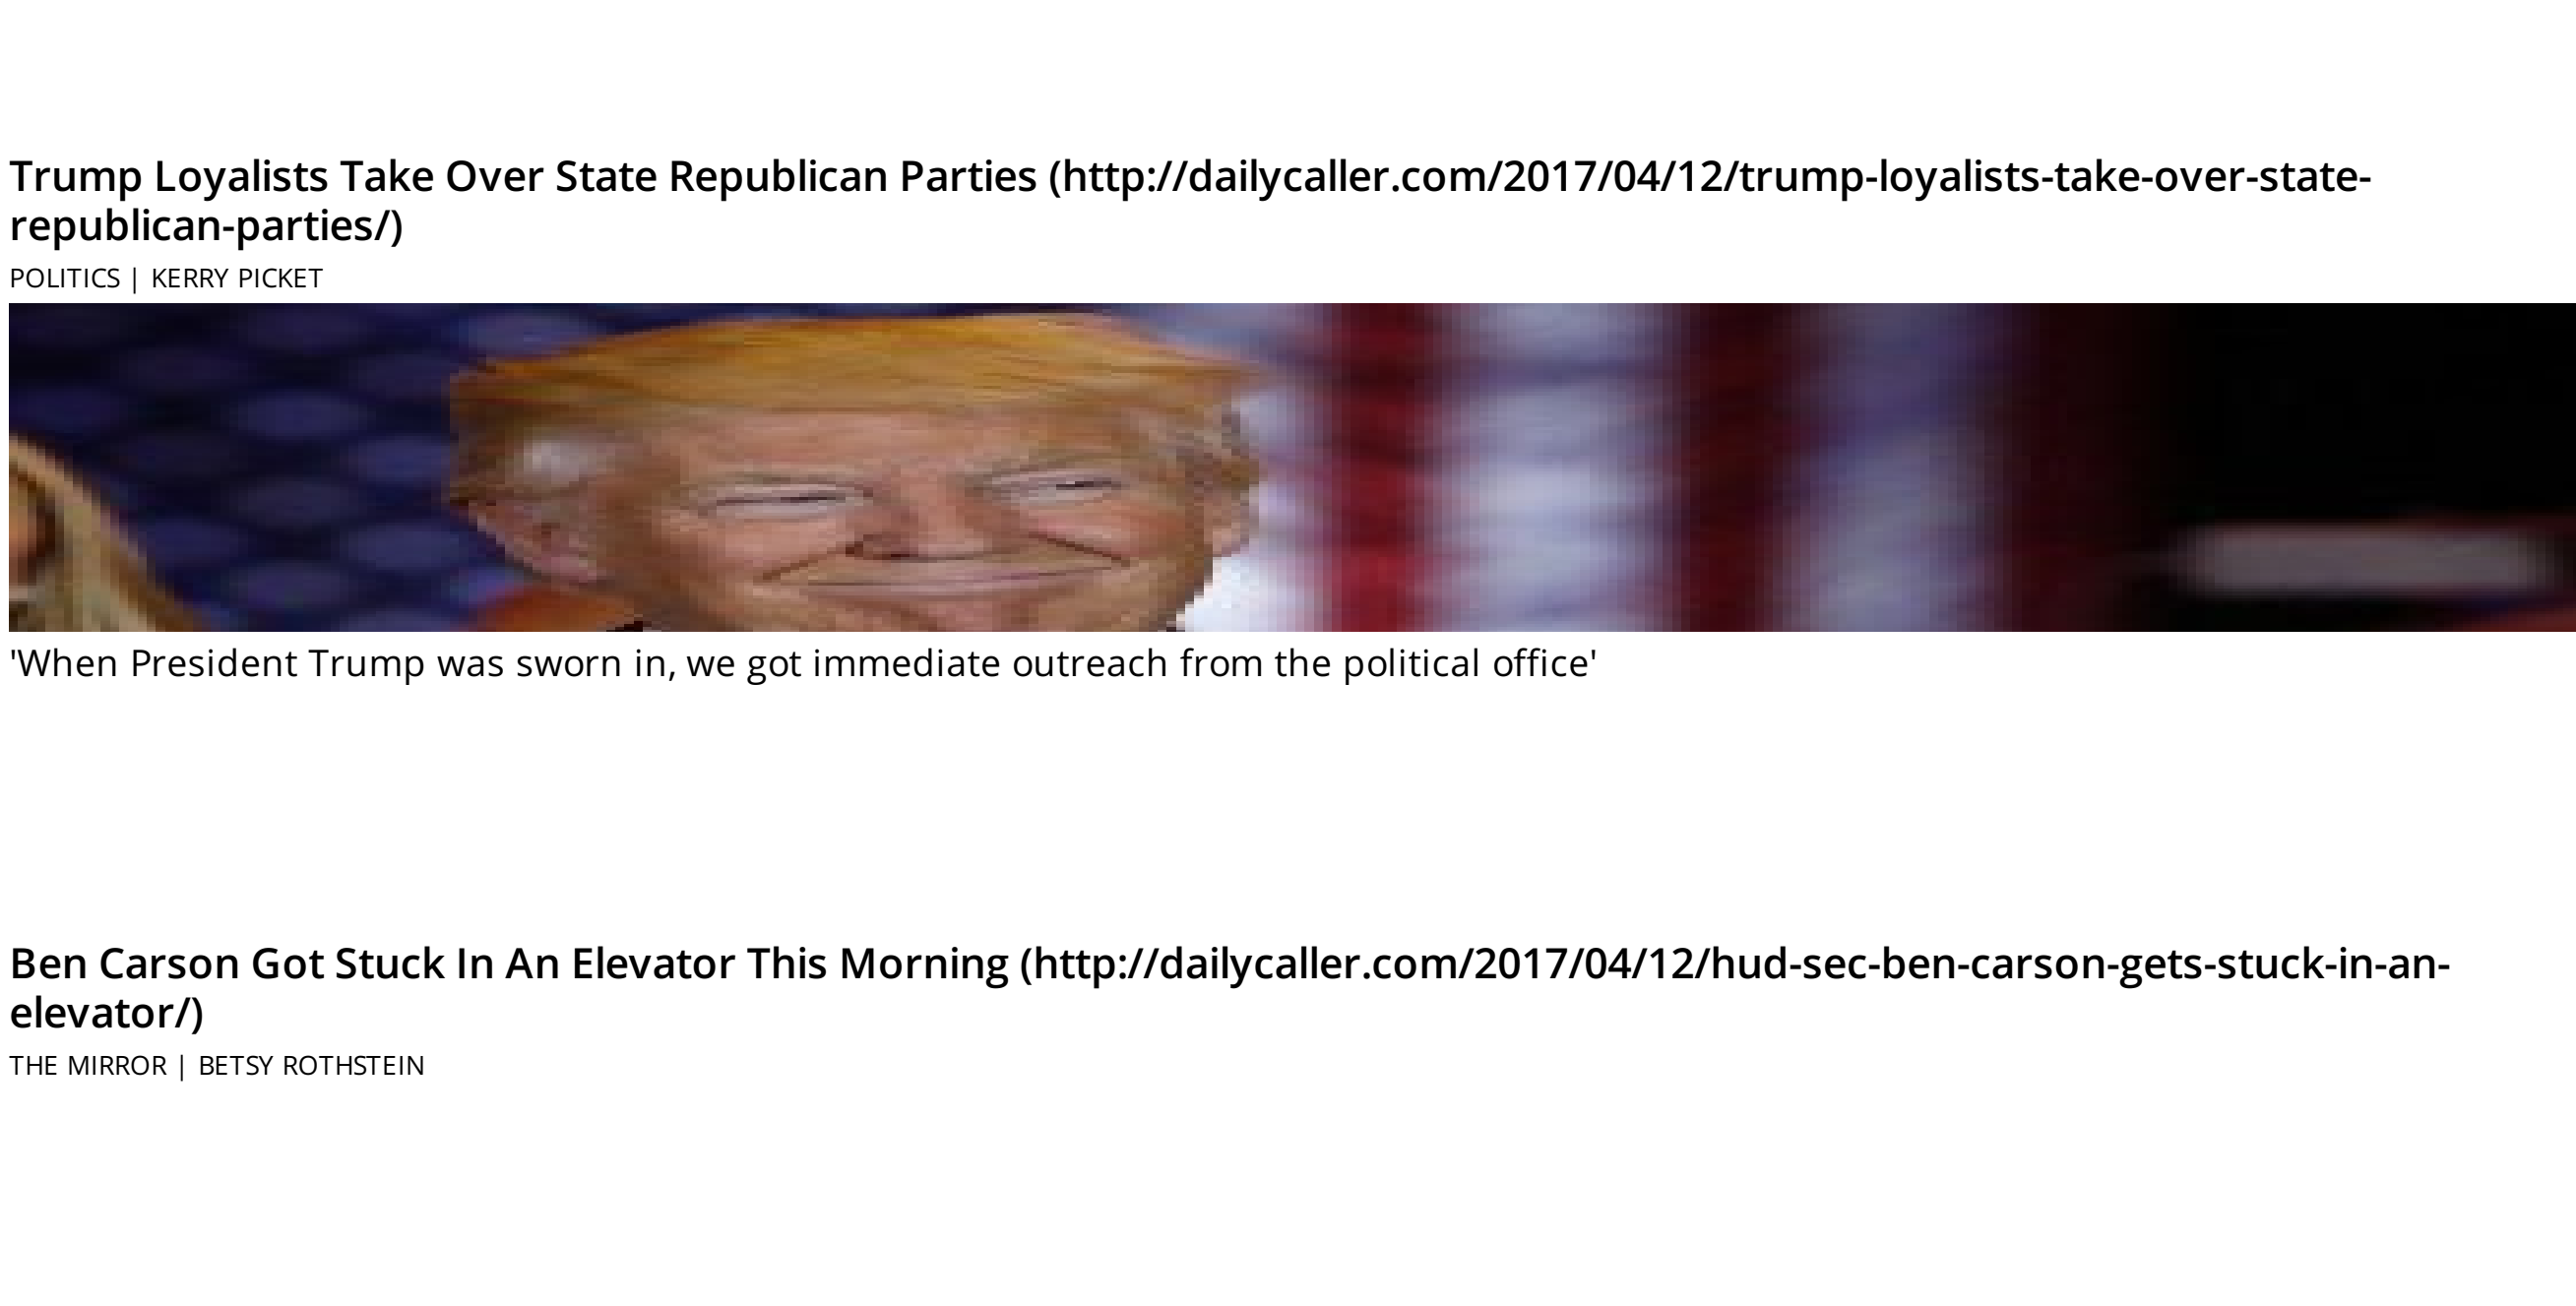 Trump Loyalists Take Over State Republican Parties (http://dailycaller.com/2017/04/12/trump-loyalists-take-over-state-
republican-parties/)
POLITICS | KERRY PICKET
'When President Trump was sworn in, we got immediate outreach from the political office'
Ben Carson Got Stuck In An Elevator This Morning (http://dailycaller.com/2017/04/12/hud-sec-ben-carson-gets-stuck-in-an-
elevator/)
THE MIRROR | BETSY ROTHSTEIN